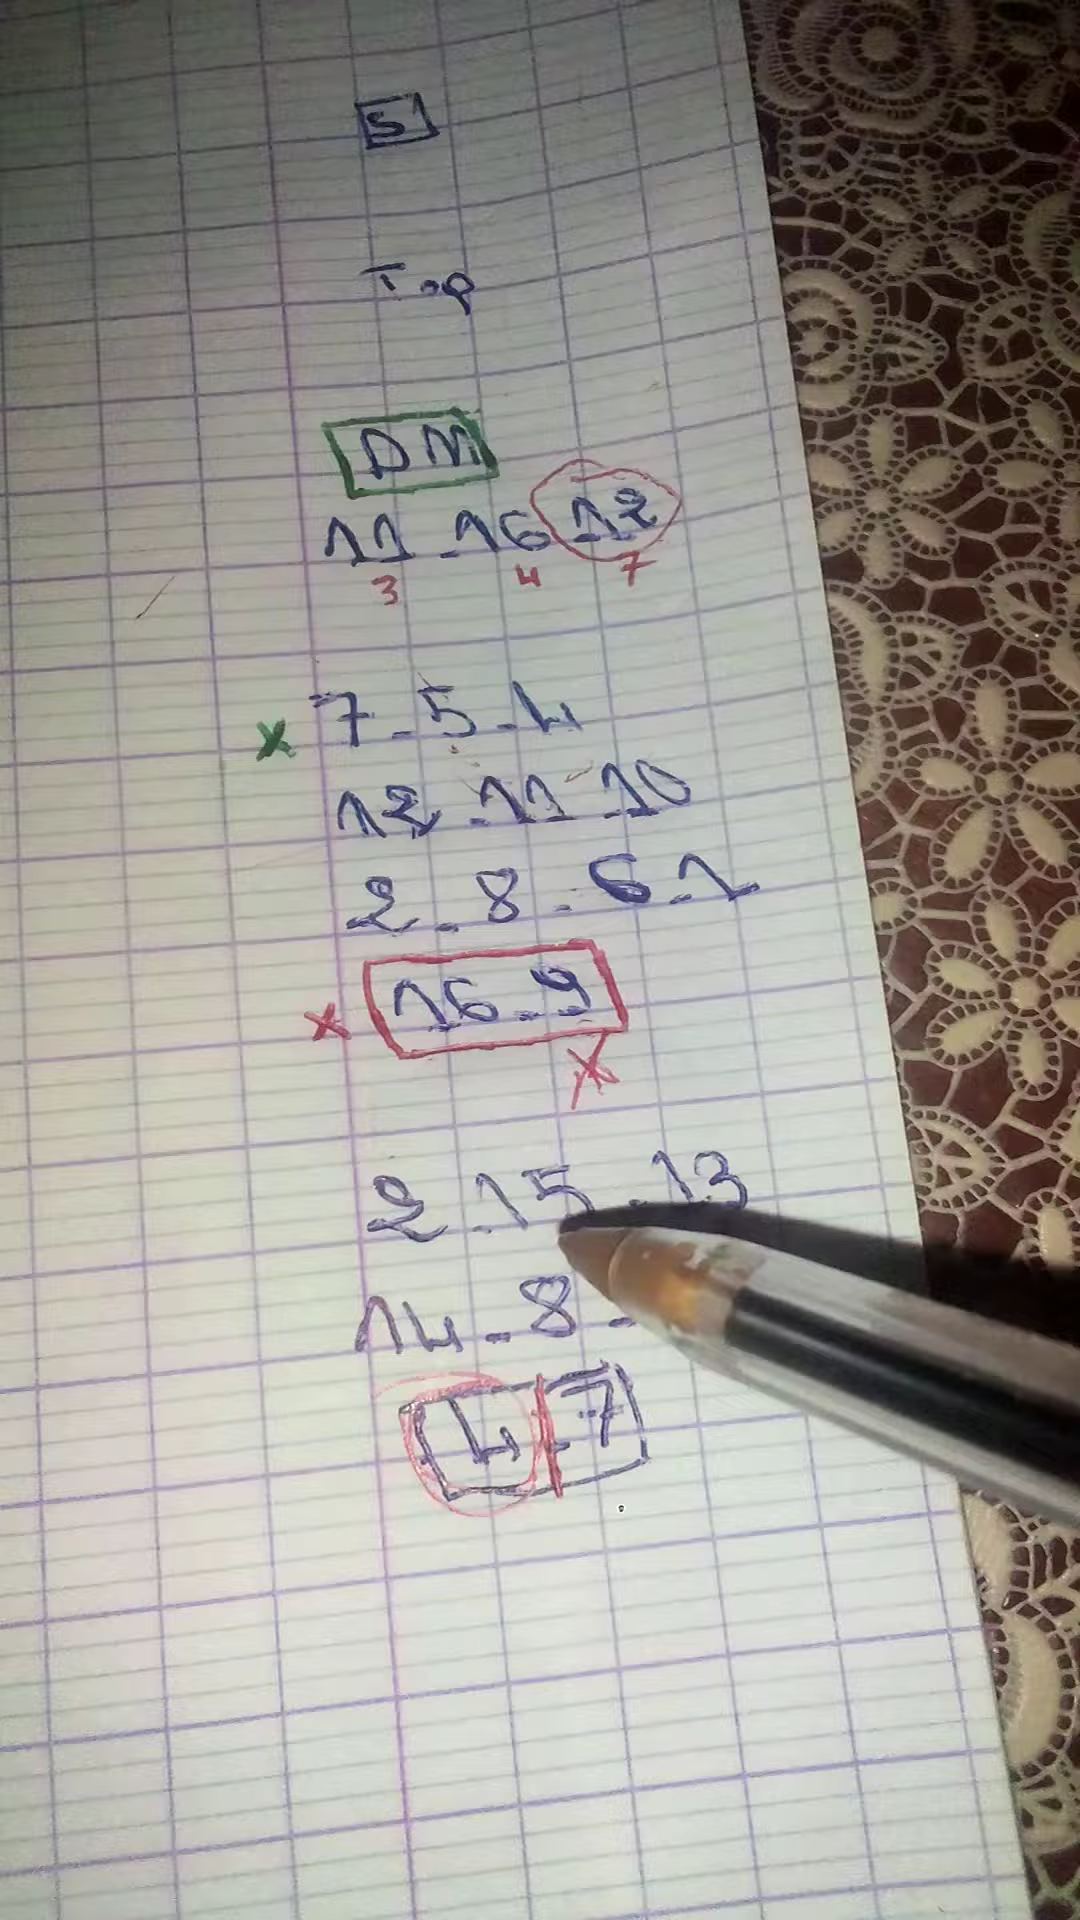 S1
Top
DM
11.16.12
3 4 7
x 7.5.4
12.11.10
2.8.6.1
x 16.9
x
2.15.13
14.8.
4.7